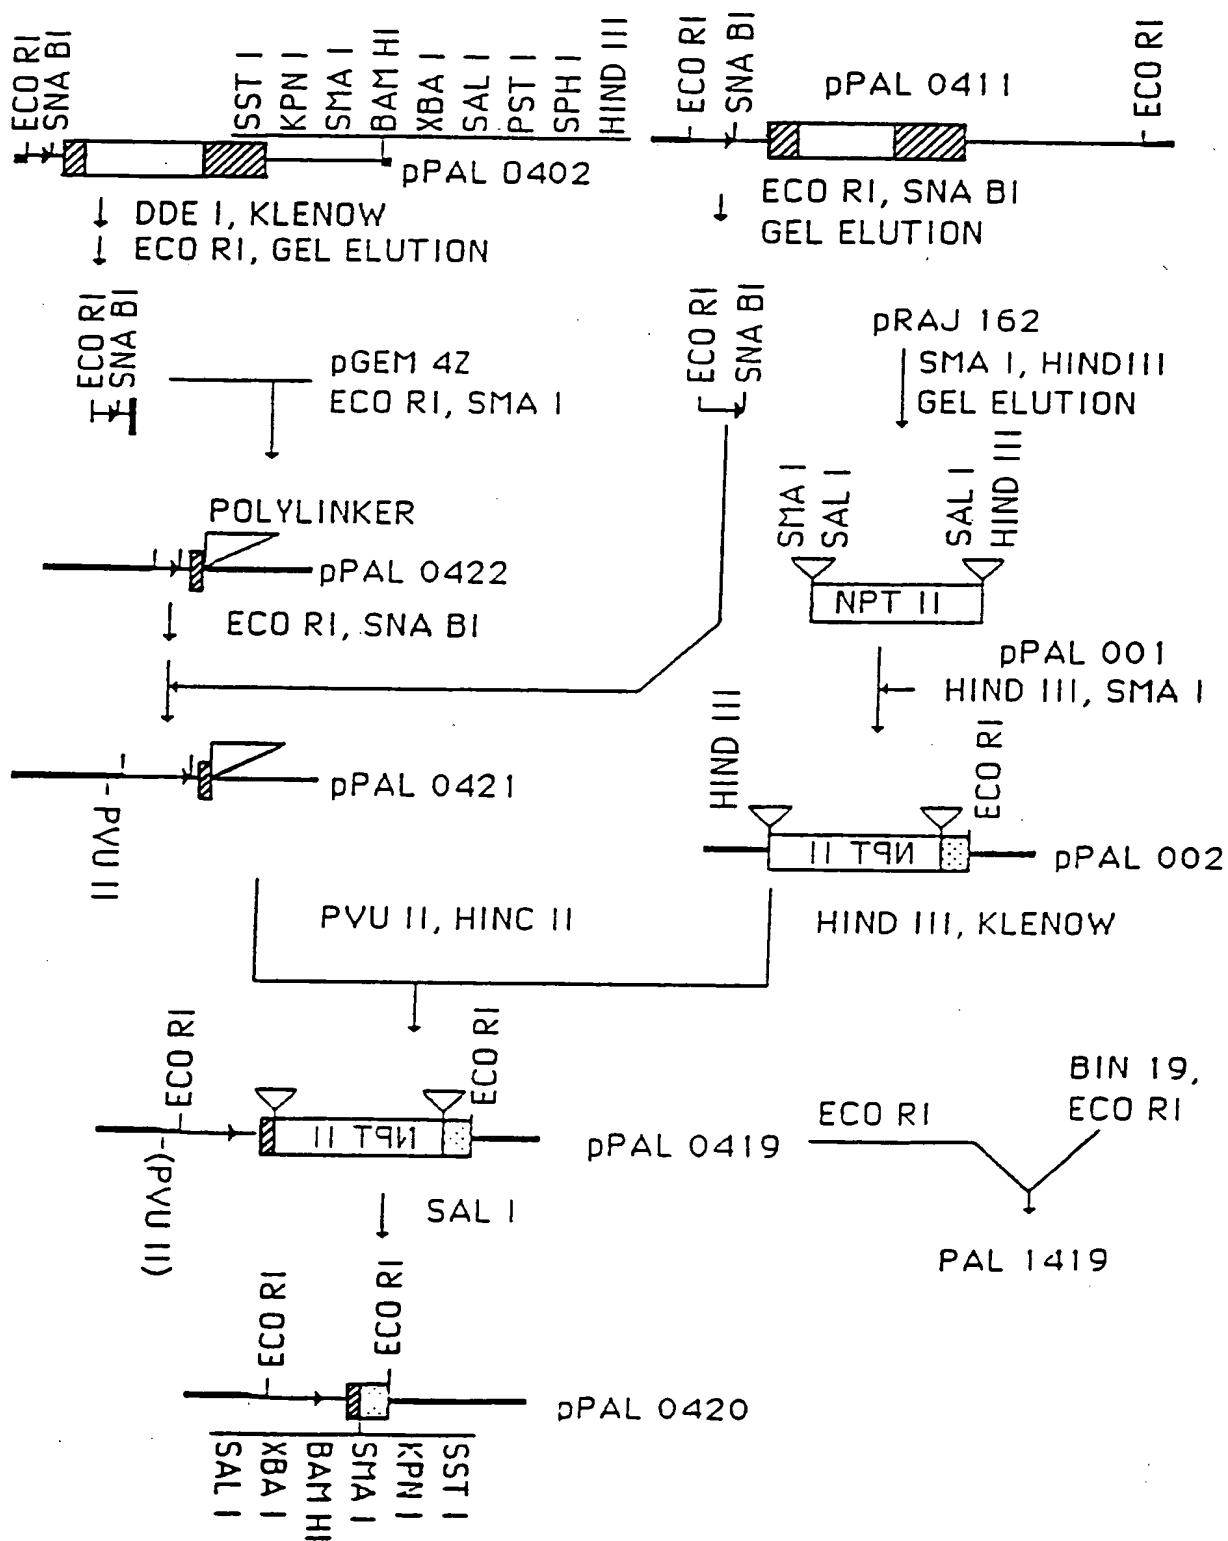 ECO RI
SNA BI
SST I
KPN I
SMA I
BAM HI
XBA I
SAL I
PST I
SPH I
HIND III
pPAL 0402
ECO RI
SNA BI
pPAL 0411
ECO RI
DDE I, KLENOW
ECO RI, GEL ELUTION
ECO RI, SNA BI
GEL ELUTION
ECO RI
SNA BI
pGEM 4Z
ECO RI, SMA I
ECO RI
SNA BI
pRAJ 162
SMA I, HINDIII
GEL ELUTION
POLYLINKER
pPAL 0422
ECO RI, SNA BI
SMA I
SAL I
SAL I
HIND III
NPT II
pPAL 001
HIND III, SMA I
pPAL 0421
PVU II
HIND III
ECO RI
NPT II
pPAL 002
PVU II, HINC II
HIND III, KLENOW
ECO RI
ECO RI
NPT II
(PVU II)
pPAL 0419
ECO RI
BIN 19,
ECO RI
PAL 1419
SAL I
ECO RI
ECO RI
pPAL 0420
SAL I
XBA I
BAM HI
SMA I
KPN I
SST I